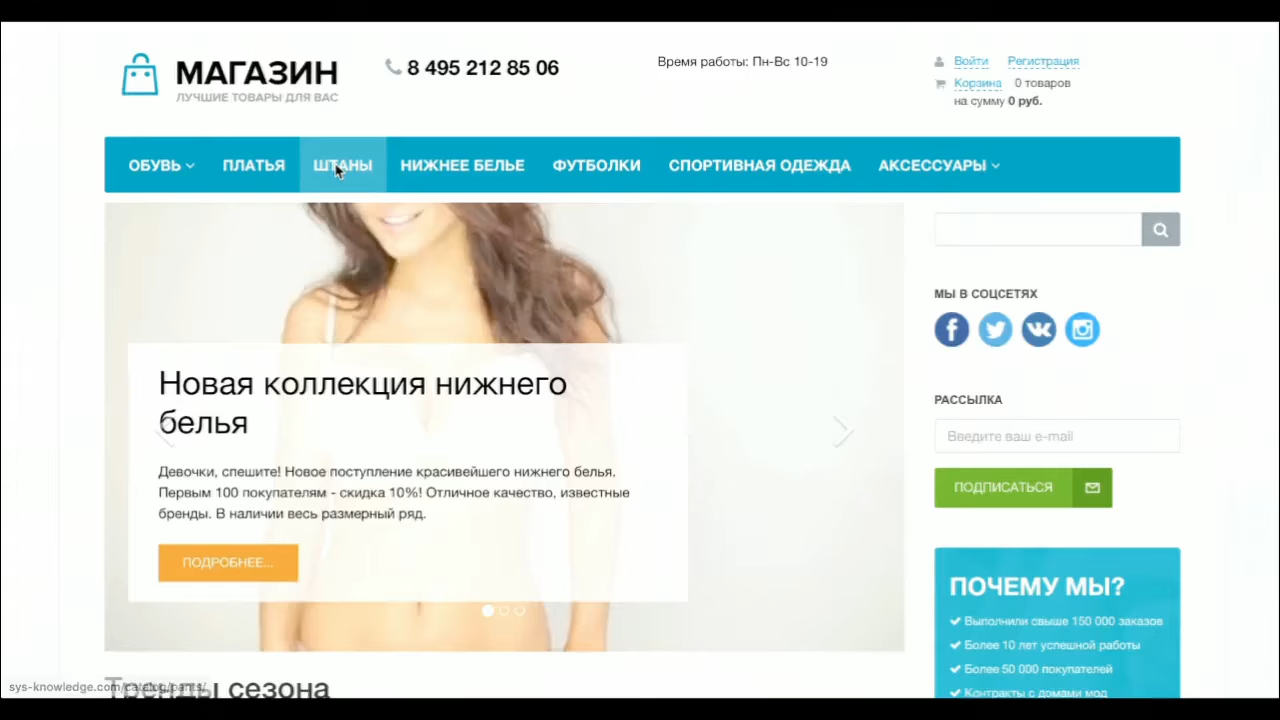 МАГАЗИН
ЛУЧШИЕ ТОВАРЫ ДЛЯ ВАС
8 495 212 85 06
Время работы: Пн-Вс 10-19
Войти Регистрация
Корзина 0 товаров
на сумму 0 руб.
ОБУВЬ ПЛАТЬЯ ШТАНЫ НИЖНЕЕ БЕЛЬЕ ФУТБОЛКИ СПОРТИВНАЯ ОДЕЖДА АКСЕССУАРЫ
Новая коллекция нижнего
белья
Девочки, спешите! Новое поступление красивейшего нижнего белья.
Первым 100 покупателям - скидка 10%! Отличное качество, известные
бренды. В наличии весь размерный ряд.
ПОДРОБНЕЕ...
МЫ В СОЦСЕТЯХ
РАССЫЛКА
Введите ваш e-mail
ПОДПИСАТЬСЯ
ПОЧЕМУ МЫ?
Выполнили свыше 150 000 заказов
Более 10 лет успешной работы
Более 50 000 покупателей
Контракты с домами мод
Тренды сезона
sys-knowledge.com/catalog/pants/